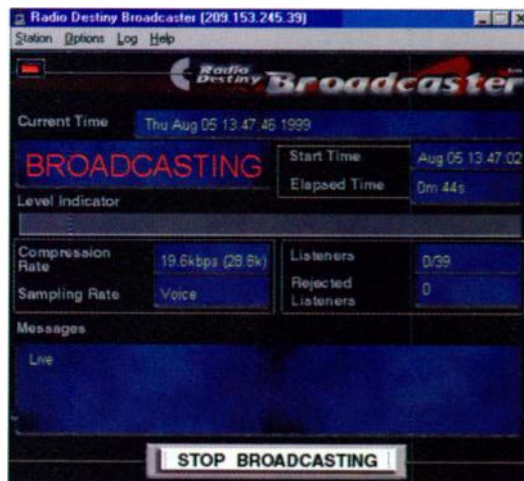 Radio Destiny Broadcaster (209.153.245.39)
Station Options Log Help
Radio Destiny Broadcaster
Current Time Thu Aug 05 13:47:46 1999
BROADCASTING
Start Time Aug 05 13:47:02
Elapsed Time 0m 44s
Level Indicator
Compression Rate 19.6kbps (28.8k)
Sampling Rate Voice
Listeners 0/39
Rejected Listeners 0
Messages
Live
STOP BROADCASTING